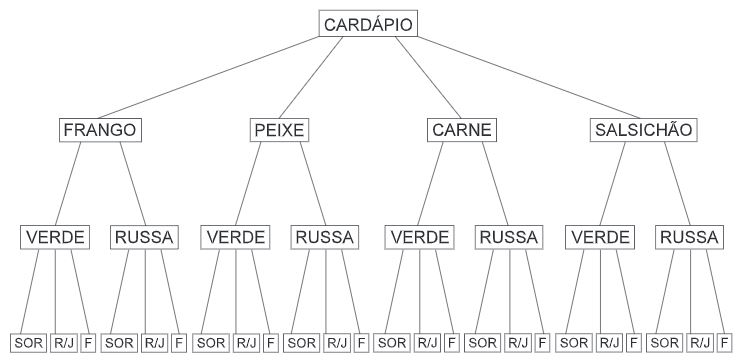 CARDÁPIO
FRANGO PEIXE CARNE SALSICHÃO
VERDE RUSSA VERDE RUSSA VERDE RUSSA VERDE RUSSA
SOR R/J F SOR R/J F SOR R/J F SOR R/J F SOR R/J F SOR R/J F SOR R/J F SOR R/J F